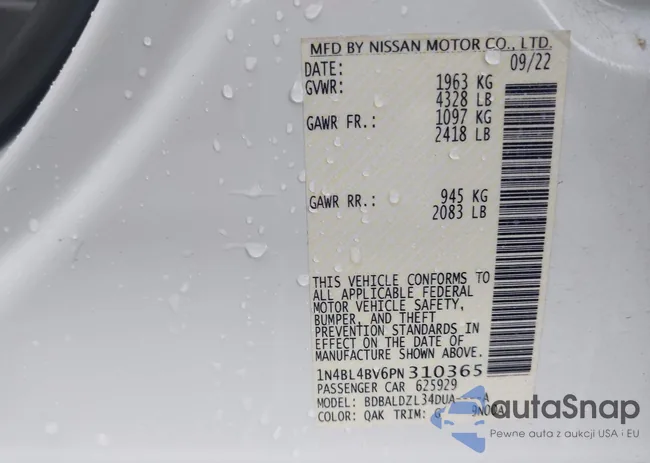 MFD BY NISSAN MOTOR CO., LTD.
DATE: 09/22
GVWR: 1963 KG
4328 LB
GAWR FR.: 1097 KG
2418 LB
GAWR RR.: 945 KG
2083 LB
THIS VEHICLE CONFORMS TO
ALL APPLICABLE FEDERAL
MOTOR VEHICLE SAFETY,
BUMPER, AND THEFT
PREVENTION STANDARDS IN
EFFECT ON THE DATE OF
MANUFACTURE SHOWN ABOVE.
1N4BL4BV6PN310365
PASSENGER CAR 625929
MODEL:
COLOR: QAK TRIM:
autaSnap
Pewne auta z aukcji USA i EU